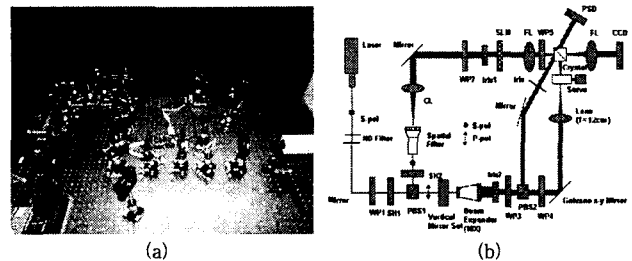 PSD
SLM
FL
WP5
FL
CCD
Laser
Mirror
WP2
Iris1
Iris
Crystal
Servo
CL
Mirror
Lens
S-pol
ND Filter
Spatial
Filter
S-pol
P-pol
SH2
Iris2
Mirror
WP1
SH1
PBS1
Vertical
Mirror Set
Beam
Expander
WP3
PBS2
WP4
Galvano x-y Mirror
(a)
(b)